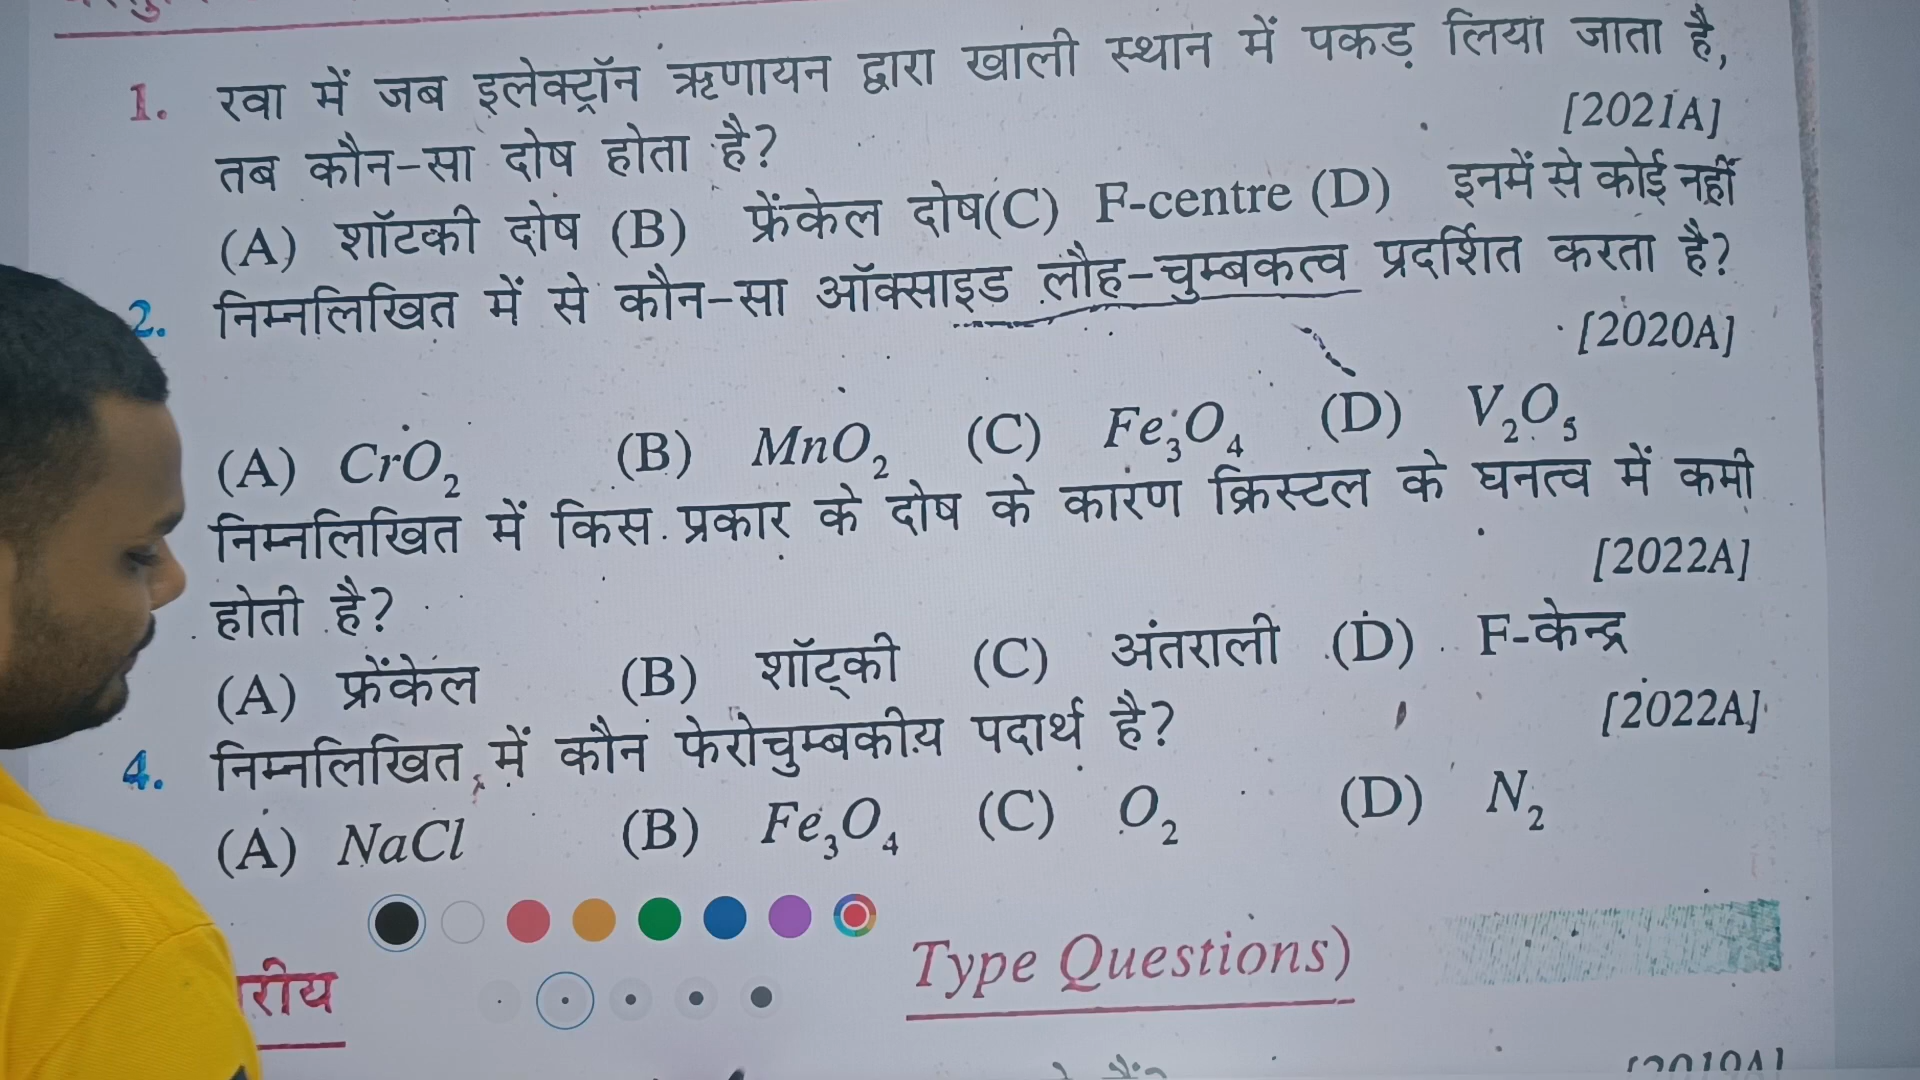 1. रवा में जब इलेक्ट्रॉन ऋणायन द्वारा खाली स्थान में पकड़ लिया जाता है,
तब कौन-सा दोष होता है? [2021A]
(A) शॉटकी दोष (B) फ्रेंकेल दोष(C) F-centre (D) इनमें से कोई नहीं
2. निम्नलिखित में से कौन-सा ऑक्साइड लौह-चुम्बकत्व प्रदर्शित करता है?
[2020A]
(A) CrO₂ (B) MnO₂ (C) Fe₃O₄ (D) V₂O₅
निम्नलिखित में किस प्रकार के दोष के कारण क्रिस्टल के घनत्व में कमी
होती है? [2022A]
(A) फ्रेंकेल (B) शॉट्की (C) अंतराली (D) F-केन्द्र
4. निम्नलिखित में कौन फेरोचुम्बकीय पदार्थ है? [2022A]
(A) NaCl (B) Fe₃O₄ (C) O₂ (D) N₂
Type Questions)